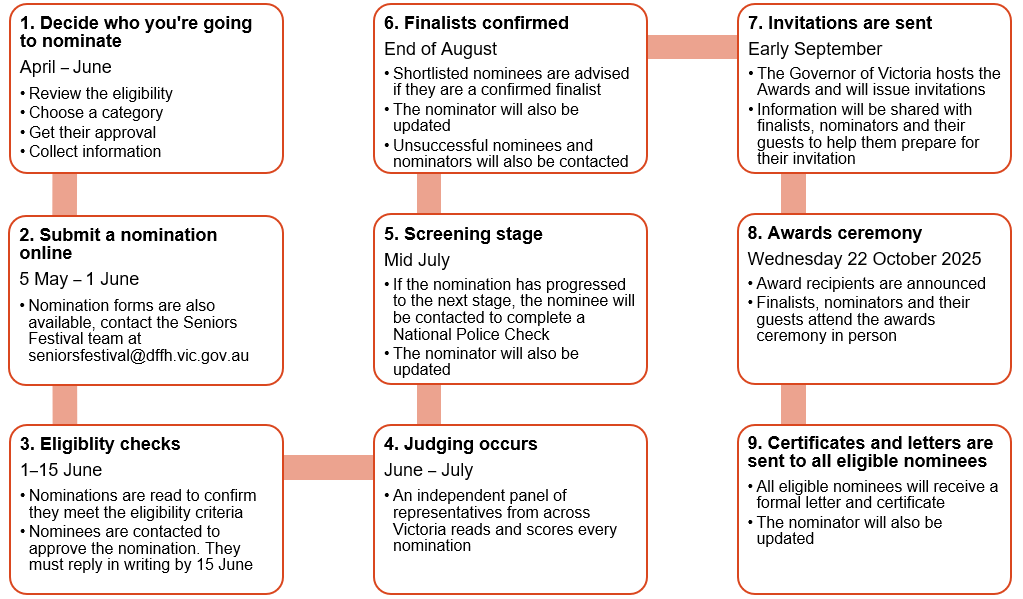 1. Decide who you're going
to nominate
April – June
• Review the eligibility
• Choose a category
• Get their approval
• Collect information
2. Submit a nomination
online
5 May – 1 June
• Nomination forms are also
available, contact the Seniors
Festival team at
seniorsfestival@dffh.vic.gov.au
3. Eligiblity checks
1–15 June
• Nominations are read to confirm
they meet the eligibility criteria
• Nominees are contacted to
approve the nomination. They
must reply in writing by 15 June
4. Judging occurs
June – July
• An independent panel of
representatives from across
Victoria reads and scores every
nomination
5. Screening stage
Mid July
• If the nomination has progressed
to the next stage, the nominee will
be contacted to complete a
National Police Check
• The nominator will also be
updated
6. Finalists confirmed
End of August
• Shortlisted nominees are advised
if they are a confirmed finalist
• The nominator will also be
updated
• Unsuccessful nominees and
nominators will also be contacted
7. Invitations are sent
Early September
• The Governor of Victoria hosts the
Awards and will issue invitations
• Information will be shared with
finalists, nominators and their
guests to help them prepare for
their invitation
8. Awards ceremony
Wednesday 22 October 2025
• Award recipients are announced
• Finalists, nominators and their
guests attend the awards
ceremony in person
9. Certificates and letters are
sent to all eligible nominees
• All eligible nominees will receive a
formal letter and certificate
• The nominator will also be
updated